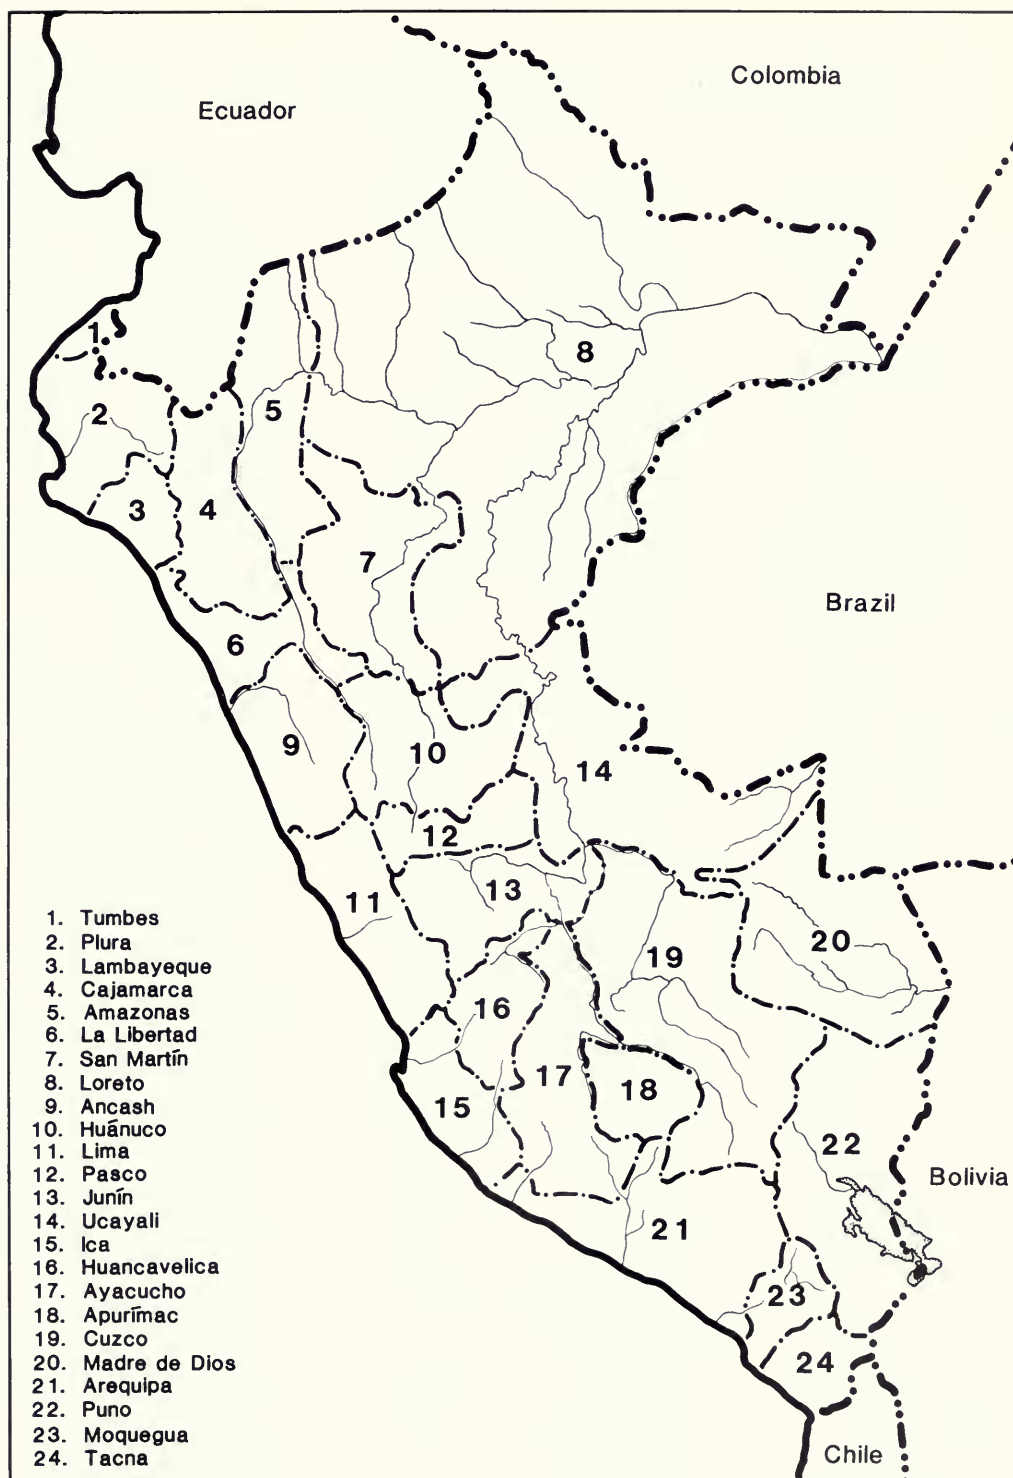 Colombia
Ecuador
1
8
2
5
3
4
7
Brazil
6
9
10
14
12
13
11
20
19
16
17
18
15
22
Bolivia
21
23
24
Chile
1. Tumbes
2. Plura
3. Lambayeque
4. Cajamarca
5. Amazonas
6. La Libertad
7. San Martín
8. Loreto
9. Ancash
10. Huánuco
11. Lima
12. Pasco
13. Junín
14. Ucayali
15. Ica
16. Huancavelica
17. Ayacucho
18. Apurímac
19. Cuzco
20. Madre de Dios
21. Arequipa
22. Puno
23. Moquegua
24. Tacna